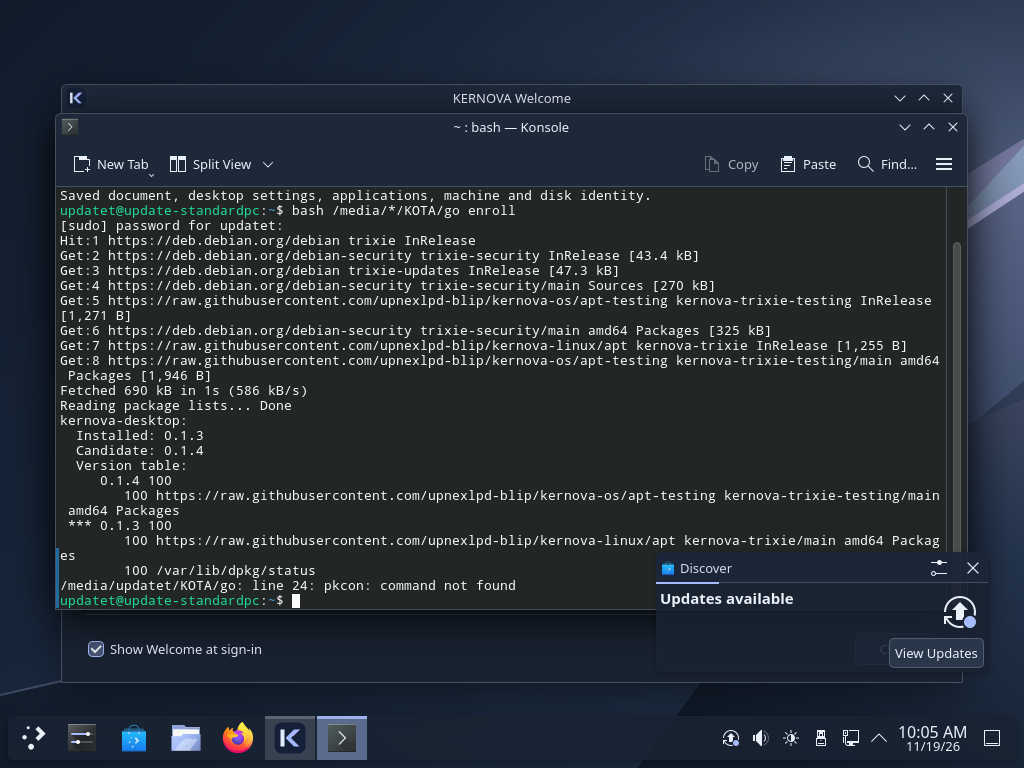 KERNOVA Welcome
~ : bash — Konsole
New Tab
Split View
Copy
Paste
Find...
Saved document, desktop settings, applications, machine and disk identity.
updatet@update-standardpc:~$ bash /media/*/KOTA/go enroll
[sudo] password for updatet:
Hit:1 https://deb.debian.org/debian trixie InRelease
Get:2 https://deb.debian.org/debian-security trixie-security InRelease [43.4 kB]
Get:3 https://deb.debian.org/debian trixie-updates InRelease [47.3 kB]
Get:4 https://deb.debian.org/debian-security trixie-security/main Sources [270 kB]
Get:5 https://raw.githubusercontent.com/upnexlpd-blip/kernova-os/apt-testing kernova-trixie-testing InRelease
[1,271 B]
Get:6 https://deb.debian.org/debian-security trixie-security/main amd64 Packages [325 kB]
Get:7 https://raw.githubusercontent.com/upnexlpd-blip/kernova-linux/apt kernova-trixie InRelease [1,255 B]
Get:8 https://raw.githubusercontent.com/upnexlpd-blip/kernova-os/apt-testing kernova-trixie-testing/main amd64
Packages [1,946 B]
Fetched 690 kB in 1s (586 kB/s)
Reading package lists... Done
kernova-desktop:
Installed: 0.1.3
Candidate: 0.1.4
Version table:
0.1.4 100
100 https://raw.githubusercontent.com/upnexlpd-blip/kernova-os/apt-testing kernova-trixie-testing/main
amd64 Packages
*** 0.1.3 100
100 https://raw.githubusercontent.com/upnexlpd-blip/kernova-linux/apt kernova-trixie/main amd64 Packag
es
100 /var/lib/dpkg/status
/media/updatet/KOTA/go: line 24: pkcon: command not found
updatet@update-standardpc:~$
Discover
Updates available
View Updates
Show Welcome at sign-in
10:05 AM
11/19/26